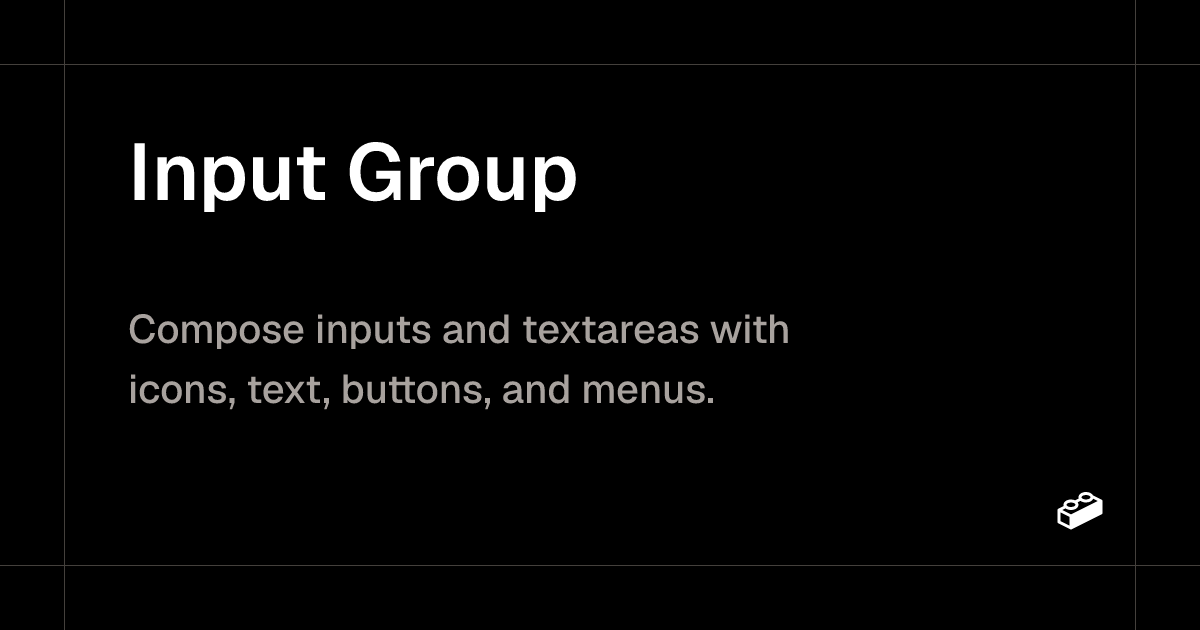 Input Group
Compose inputs and textareas with
icons, text, buttons, and menus.